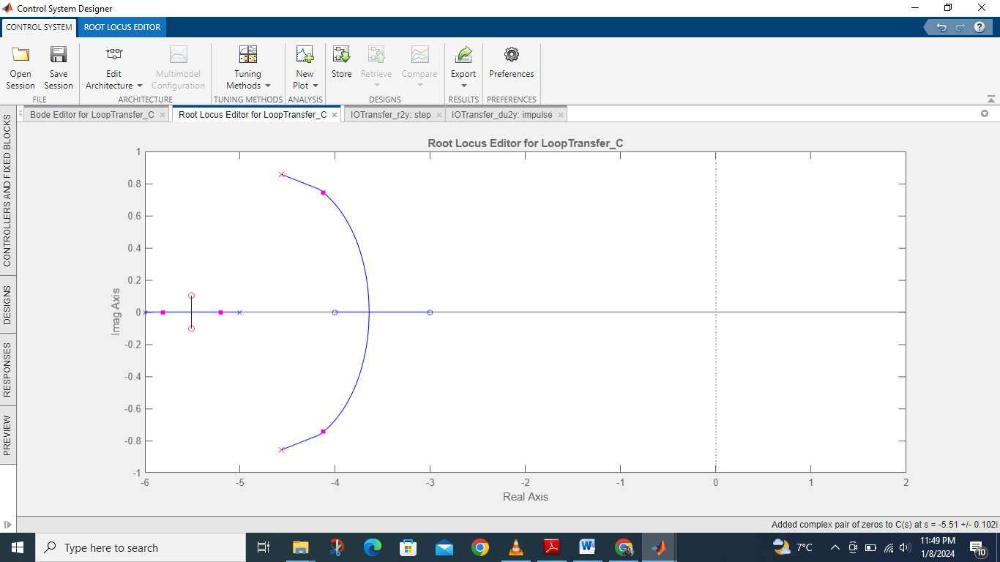 Control System Designer
CONTROL SYSTEM
ROOT LOCUS EDITOR
Open
Session
Save
Session
Edit
Architecture
Multimodel
Configuration
Tuning
Methods
New
Plot
Store
Retrieve
Compare
Export
Preferences
FILE
ARCHITECTURE
TUNING METHODS
ANALYSIS
DESIGNS
RESULTS
PREFERENCES
Bode Editor for LoopTransfer_C
Root Locus Editor for LoopTransfer_C
IOTransfer_r2y: step
IOTransfer_du2y: impulse
CONTROLLERS AND FIXED BLOCKS
DESIGNS
RESPONSES
PREVIEW
Root Locus Editor for LoopTransfer_C
1
0.8
0.6
0.4
0.2
0
-0.2
-0.4
-0.6
-0.8
-1
Imag Axis
-6 -5 -4 -3 -2 -1 0 1 2
Real Axis
Added complex pair of zeros to C(s) at s = -5.51 +/- 0.102i
Type here to search
7°C
11:49 PM
1/8/2024
10